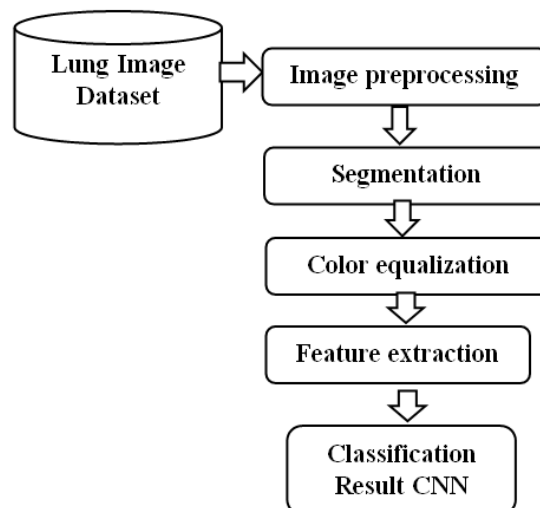 Lung Image
Dataset
Image preprocessing
Segmentation
Color equalization
Feature extraction
Classification
Result CNN